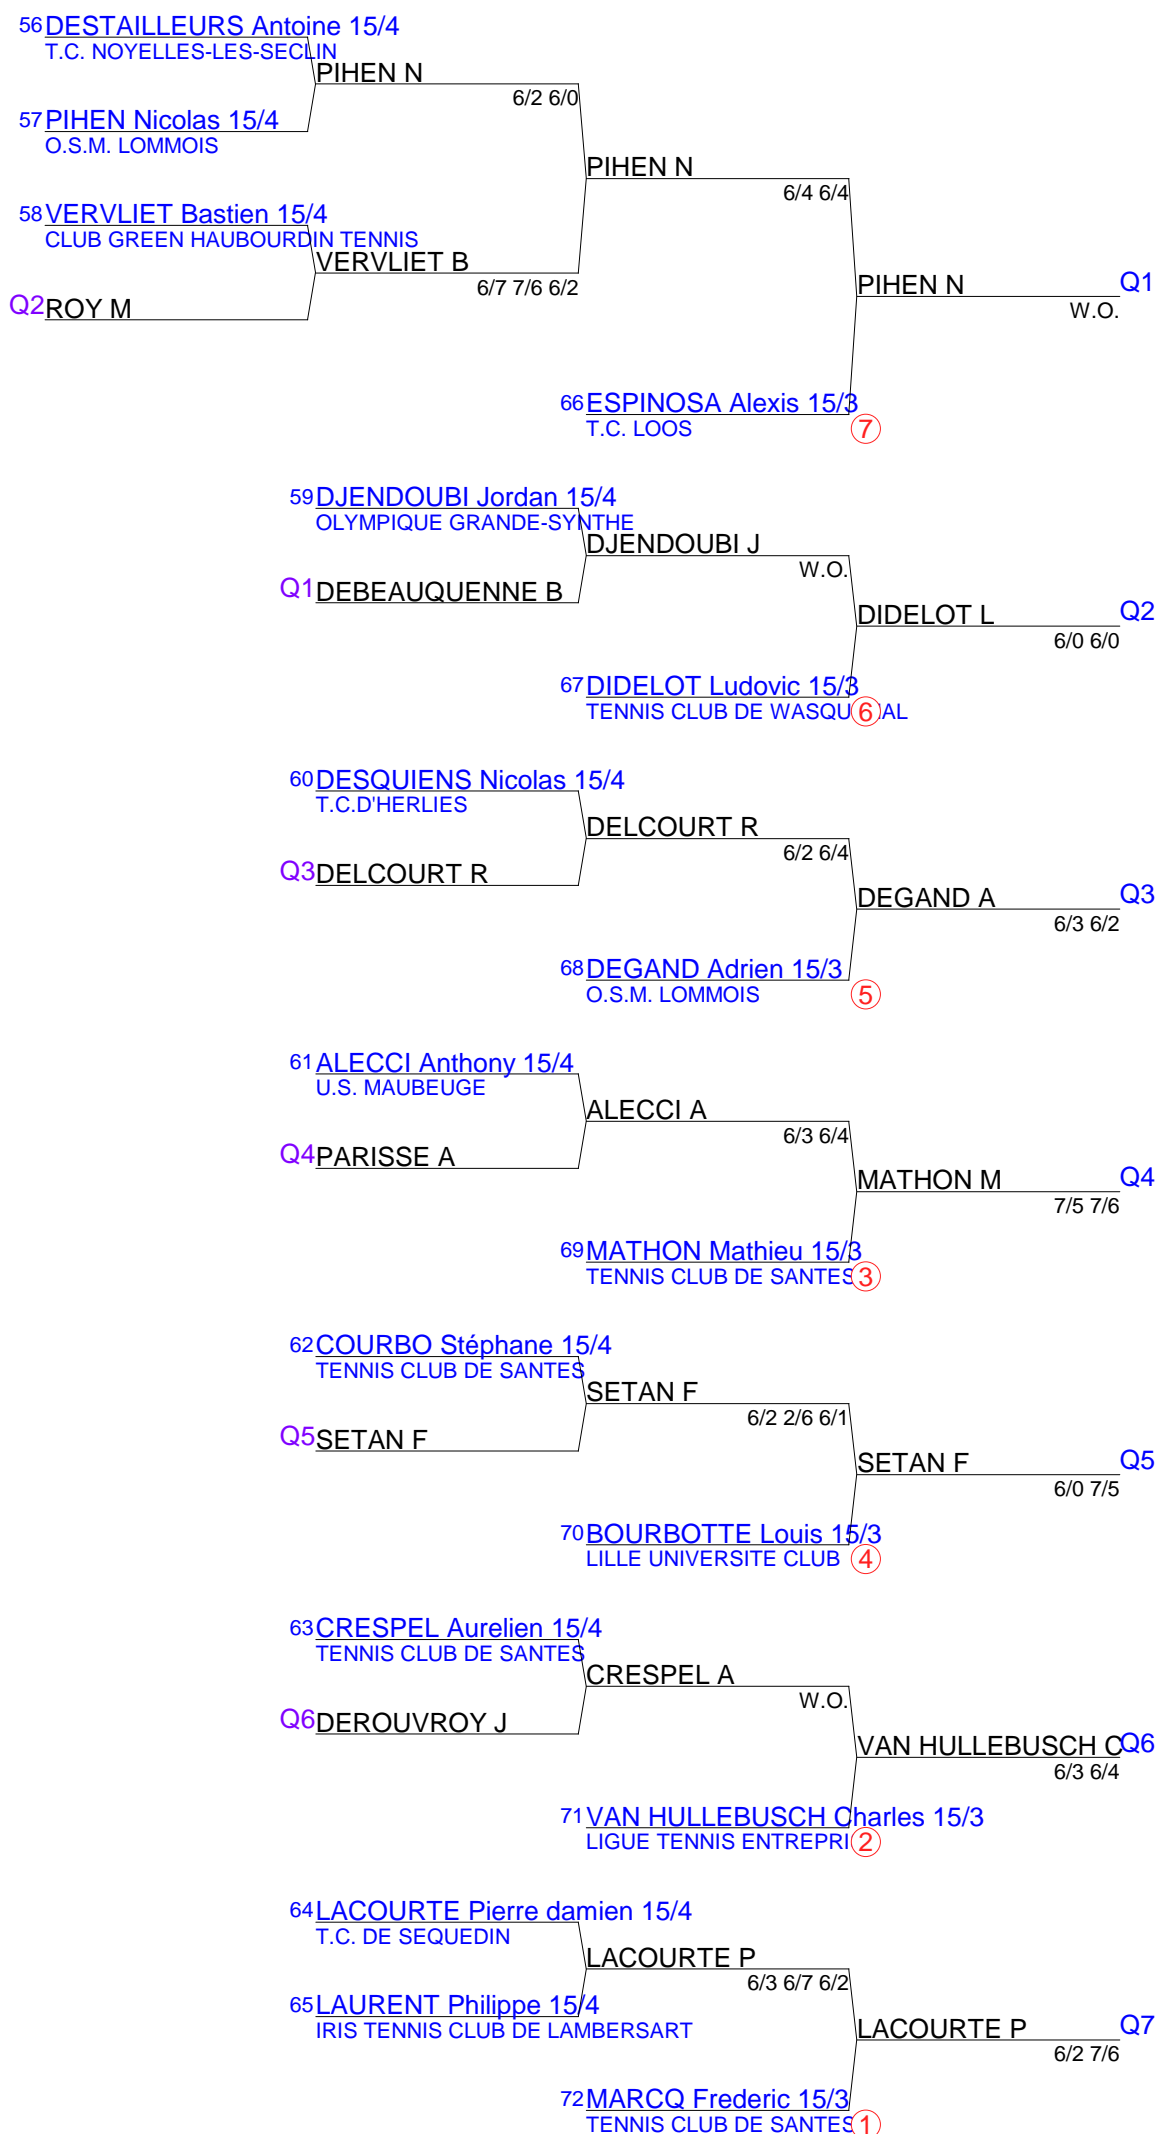 56 DESTAILLEURS Antoine 15/4
T.C. NOYELLES-LES-SECLIN
PIHEN N
6/2 6/0
57 PIHEN Nicolas 15/4
O.S.M. LOMMOIS
PIHEN N
6/4 6/4
58 VERVLIET Bastien 15/4
CLUB GREEN HAUBOURDIN TENNIS
VERVLIET B
6/7 7/6 6/2
Q2 ROY M
PIHEN N Q1
W.O.
66 ESPINOSA Alexis 15/3
T.C. LOOS 7
59 DJENDOUBI Jordan 15/4
OLYMPIQUE GRANDE-SYNTHE
DJENDOUBI J
W.O.
Q1 DEBEAUQUENNE B
DIDELOT L Q2
6/0 6/0
67 DIDELOT Ludovic 15/3
TENNIS CLUB DE 6
60 DESQUIENS Nicolas 15/4
T.C.D'HERLIES
DELCOURT R
6/2 6/4
Q3 DELCOURT R
DEGAND A Q3
6/3 6/2
68 DEGAND Adrien 15/3
O.S.M. LOMMOIS 5
61 ALECCI Anthony 15/4
U.S. MAUBEUGE
ALECCI A
6/3 6/4
Q4 PARISSE A
MATHON M Q4
7/5 7/6
69 MATHON Mathieu 15/3
TENNIS CLUB DE SANTES 3
62 COURBO Stéphane 15/4
TENNIS CLUB DE SANTES
SETAN F
6/2 2/6 6/1
Q5 SETAN F
SETAN F Q5
6/0 7/5
70 BOURBOTTE Louis 15/3
LILLE UNIVERSITE CLUB 4
63 CRESPEL Aurelien 15/4
TENNIS CLUB DE SANTES
CRESPEL A
W.O.
Q6 DEROUVROY J
VAN HULLEBUSCH C Q6
6/3 6/4
71 VAN HULLEBUSCH Charles 15/3
LIGUE TENNIS ENTREPRI 2
64 LACOURTE Pierre damien 15/4
T.C. DE SEQUEDIN
LACOURTE P
6/3 6/7 6/2
65 LAURENT Philippe 15/4
IRIS TENNIS CLUB DE LAMBERSART
LACOURTE P Q7
6/2 7/6
72 MARCQ Frederic 15/3
TENNIS CLUB DE SANTES 1